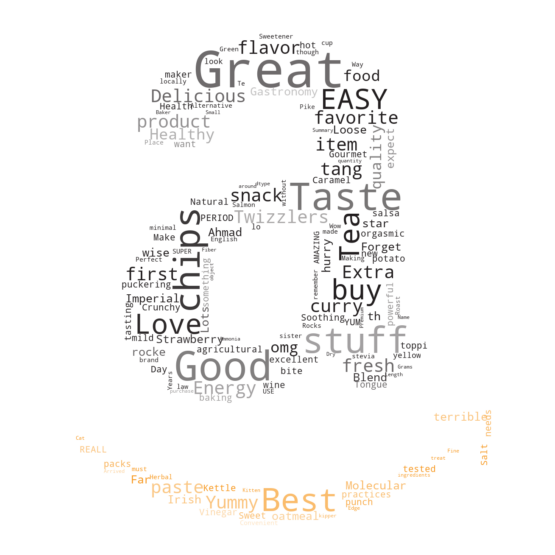 Sweetener
Green hot cup
flavor though
look Way
Great
maker locally Te food
Gastronomy
Delicious EASY
Health Alternative Pike
product Baker Small favorite
Healthy Summary Loose
Place want item quality expect
Gourmet
tang quantity
Caramel
around Hype
snack without Taste
Natural Salmon
Twizzlers salsa
PERIOD Wow star
chips Ahmad lo made Tea
minimal English AMAZING orgasmic
Make hurry Forget
wise SUPER Fiber Making new
Perfect something potato
first object Extra
puckering remember buy powerful
Imperial Lots curry Roast
Crunchy Soothing Premium
tasting Love Rocks YUM th Name
mild Strawberry sister stuff
rocke agricultural omg toppi
brand Ammonia Dry stevia yellow
Good excellent fresh Grams
Day bite Blend Length
Years Energy wine Tongue
low purchase USE
baking
terrible needs
Cat
REALL Fine
packs treat Salt
must tested
Far Herbal ingredients
Kettle Molecular
paste Kitten practices
Irish Yummy Best punch
Edge
vinegar Sweet oatmeal
Convenient